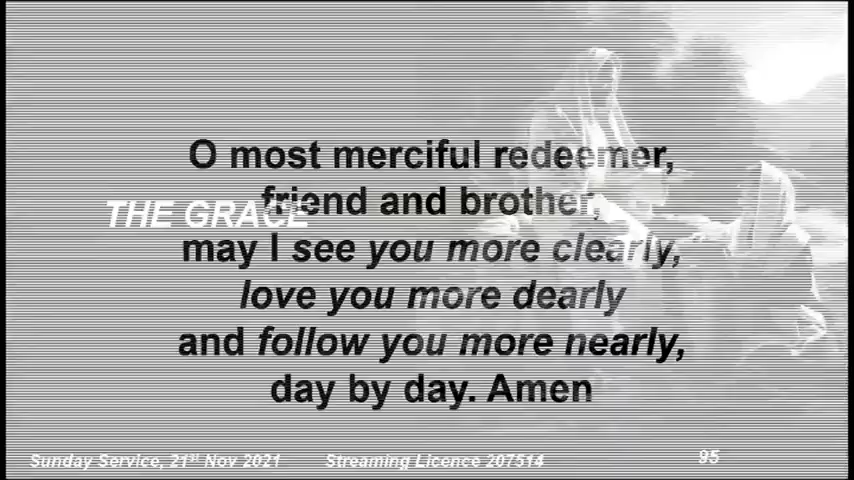 O most merciful redeemer,
friend and brother,
THE GRACE
may I see you more clearly,
love you more dearly
and follow you more nearly,
day by day. Amen
Sunday Service, 21st Nov 2021 Streaming Licence 207514 95